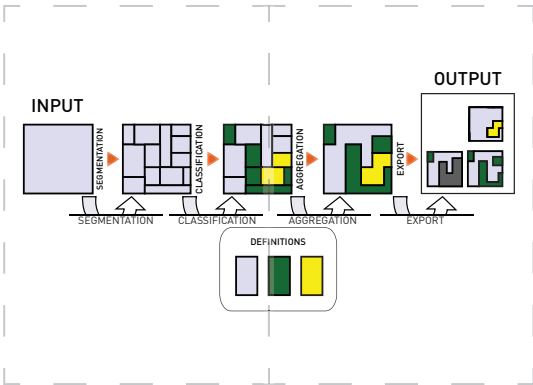 OUTPUT
INPUT
SEGMENTATION
CLASSIFICATION
AGGREGATION
EXPORT
SEGMENTATION
CLASSIFICATION
AGGREGATION
EXPORT
DEFINITIONS